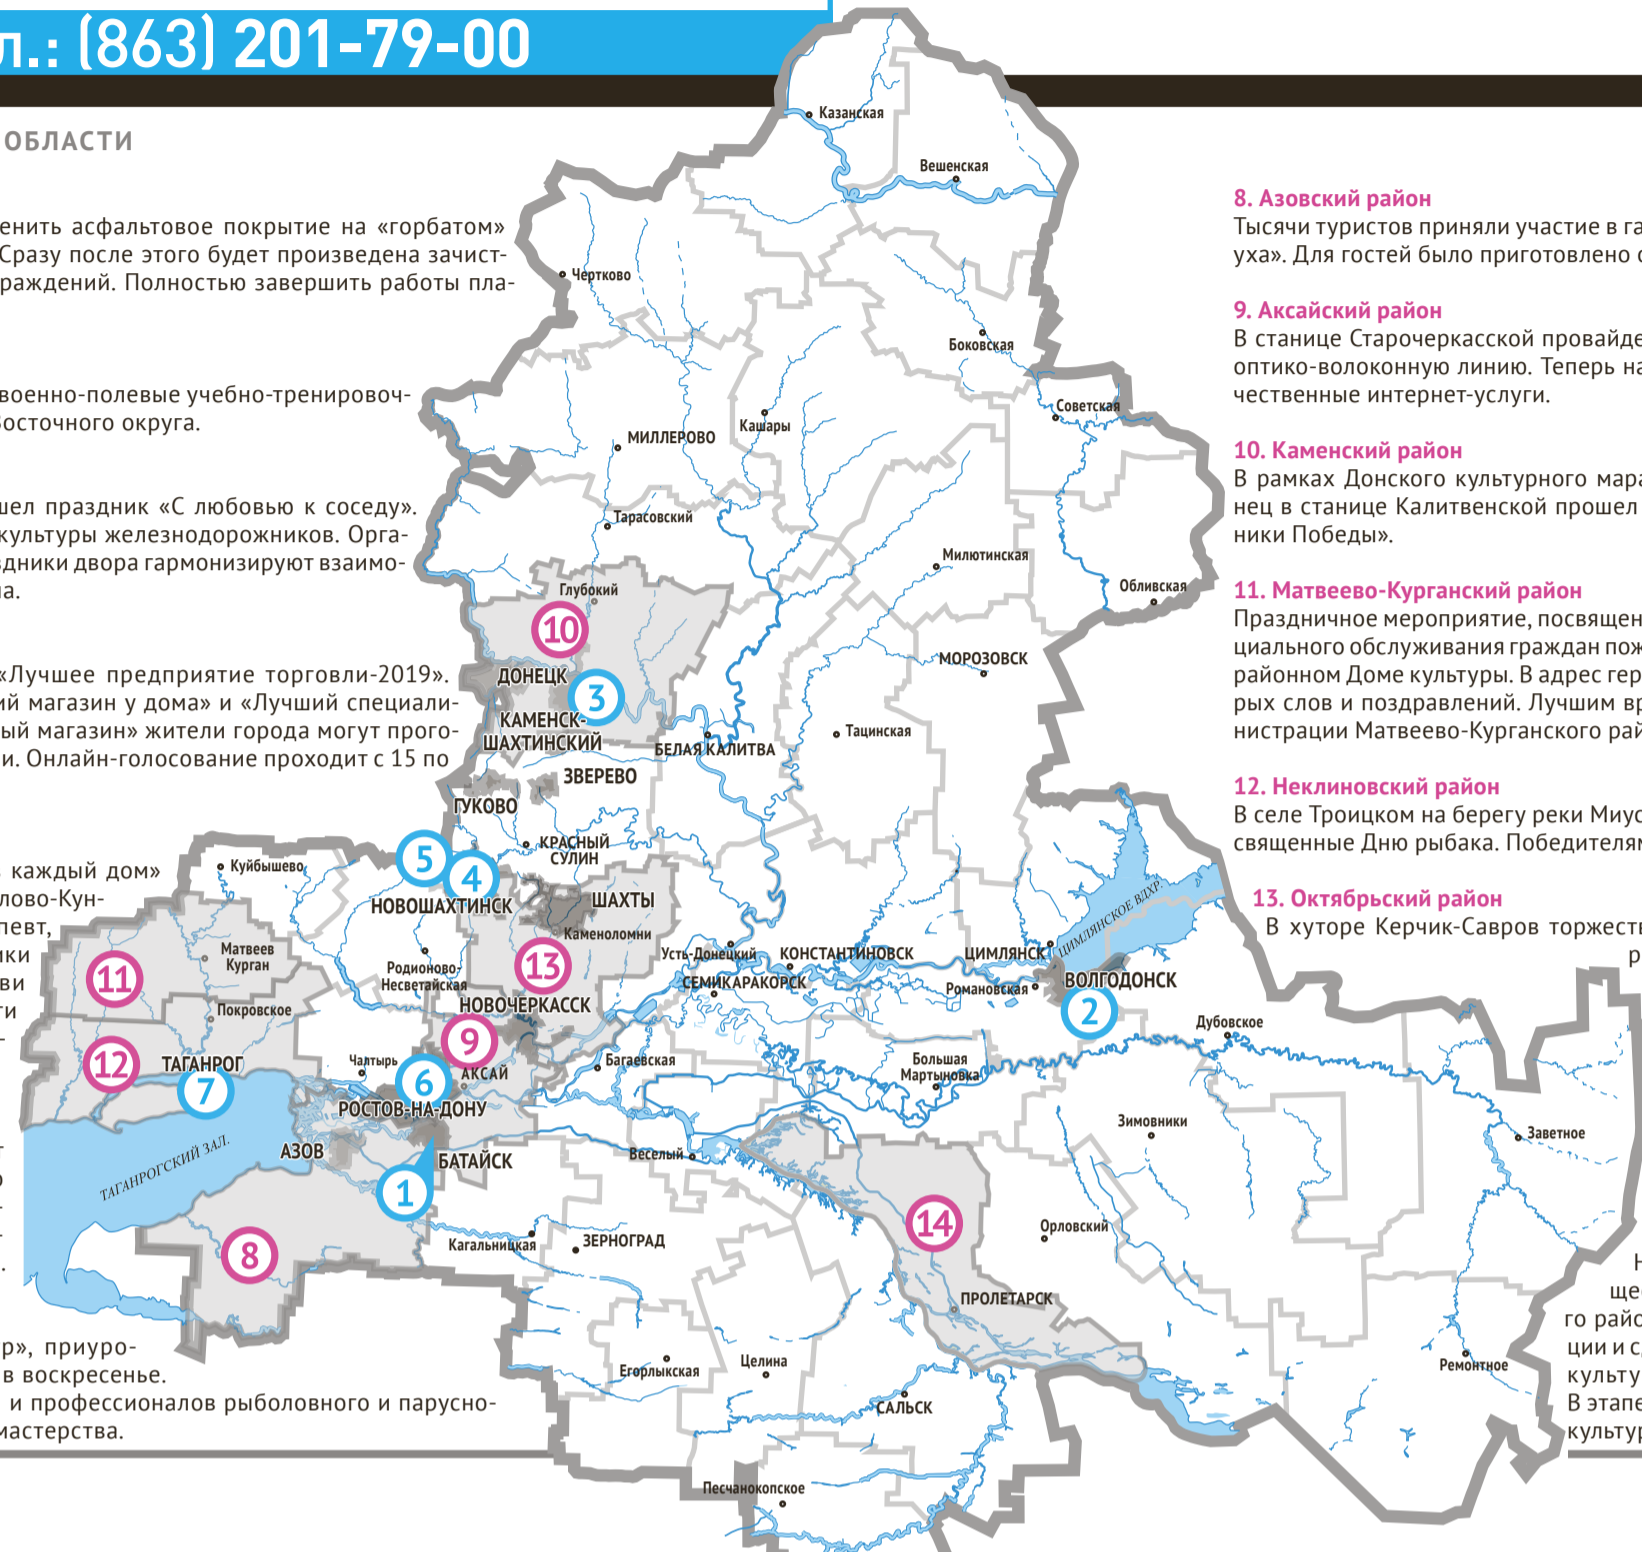 л.: (863) 201-79-00
ОБЛАСТИ
енить асфальтовое покрытие на «горбатом»
Сразу после этого будет произведена зачист-
раждений. Полностью завершить работы пла-
военно-полевые учебно-тренировоч-
Восточного округа.
шел праздник «С любовью к соседу».
культуры железнодорожников. Орга-
здники двора гармонизируют взаимо-
«Лучшее предприятие торговли-2019».
ий магазин у дома» и «Лучший специали-
ый магазин» жители города могут прого-
и. Онлайн-голосование проходит с 15 по
каждый дом»
лово-Кун-
певт,
ики
ви
ти
р», приуро-
в воскресенье.
и профессионалов рыболовного и парусно-
мастерства.
Казанская
Вешенская
Чертково
Боковская
Советская
Кашары
МИЛЛЕРОВО
Тарасовский
Милютинская
Обливская
Глубокий
10
ДОНЕЦК
3
КАМЕНСК-
ШАХТИНСКИЙ
МОРОЗОВСК
Тацинская
БЕЛАЯ КАЛИТВА
ЗВЕРЕВО
ГУКОВО
КРАСНЫЙ
СУЛИН
5
4
Куйбышево
НОВОШАХТИНСК
ШАХТЫ
Каменоломни
13
Матвеев
Курган
11
Родионово-
Несветайская
Усть-Донецкий
КОНСТАНТИНОВСК
ЦИМЛЯНСК
ЦИМЛЯНСКОЕ ВДХР.
СЕМИКАРАКОРСК
Романовская
ВОЛГОДОНСК
2
Покровское
НОВОЧЕРКАССК
9
Дубовское
12
ТАГАНРОГ
7
Чалтырь
6
АКСАЙ
Багаевская
Большая
Мартыновка
РОСТОВ-НА-ДОНУ
Зимовники
Заветное
ТАГАНРОГСКИЙ ЗАЛ.
АЗОВ
БАТАЙСК
1
Веселый
14
Орловский
8
Кагальницкая
ЗЕРНОГРАД
ПРОЛЕТАРСК
Егорлыкская
Целина
Ремонтное
САЛЬСК
Песчанокопское
8. Азовский район
Тысячи туристов приняли участие в га
уха». Для гостей было приготовлено
9. Аксайский район
В станице Старочеркасской провайде
оптико-волоконную линию. Теперь на
чественные интернет-услуги.
10. Каменский район
В рамках Донского культурного мара
нец в станице Калитвенской прошел
ники Победы».
11. Матвеево-Курганский район
Праздничное мероприятие, посвящен
циального обслуживания граждан пож
районном Доме культуры. В адрес гер
рых слов и поздравлений. Лучшим вр
нистрации Матвеево-Курганского рай
12. Неклиновский район
В селе Троицком на берегу реки Миус
священные Дню рыбака. Победителям
13. Октябрьский район
В хуторе Керчик-Савров торжеств
р
Н
щес
го райо
ции и с
культу
В этапе
культур